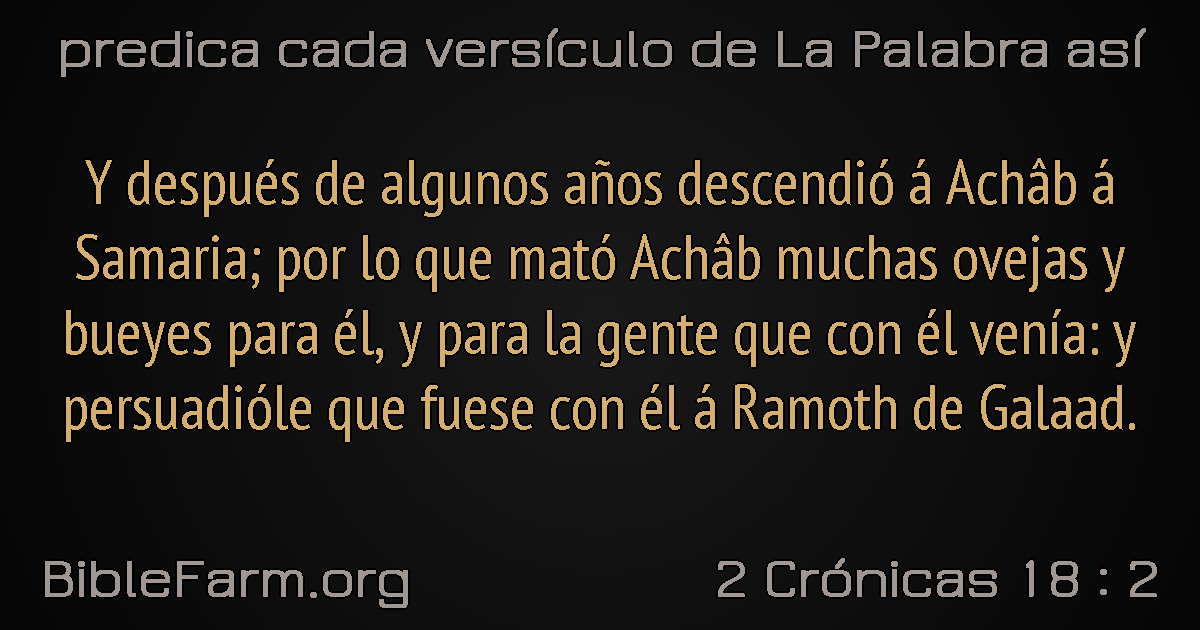 predica cada versículo de La Palabra así
Y después de algunos años descendió á Achâb á
Samaria; por lo que mató Achâb muchas ovejas y
bueyes para él, y para la gente que con él venía: y
persuadióle que fuese con él á Ramoth de Galaad.
BibleFarm.org
2 Crónicas 18 : 2